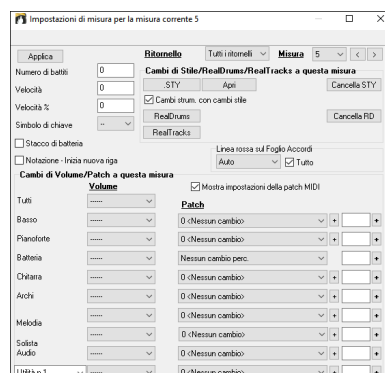 Impostazioni di misura per la misura corrente 5
Applica
Ritornello Tutti i ritornelli Misura 5 < >
Numero di battiti 0
Cambi di Stile/RealDrums/RealTracks a questa misura
Velocità 0
.STY Apri Cancella STY
Velocità % 0
Cambi strum. con cambi stile
Simbolo di chiave --
RealDrums Cancella RD
RealTracks
Stacco di batteria
Linea rossa sul Foglio Accordi
Notazione - Inizia nuova riga
Auto Tutto
Cambi di Volume/Patch a questa misura
Volume Mostra impostazioni della patch MIDI
Tutti ------
Patch
Basso ------ 0 <Nessun cambio> + +
Pianoforte ------ 0 <Nessun cambio> + +
Batteria ------ Nessun cambio perc. +
Chitarra ------ 0 <Nessun cambio> + +
Archi ------ 0 <Nessun cambio> + +
Melodia ------ 0 <Nessun cambio> + +
Solista ------ 0 <Nessun cambio> + +
Audio ------ 0 <Nessun cambio> + +
Utilità n.1 ------ 0 <Nessun cambio> + +